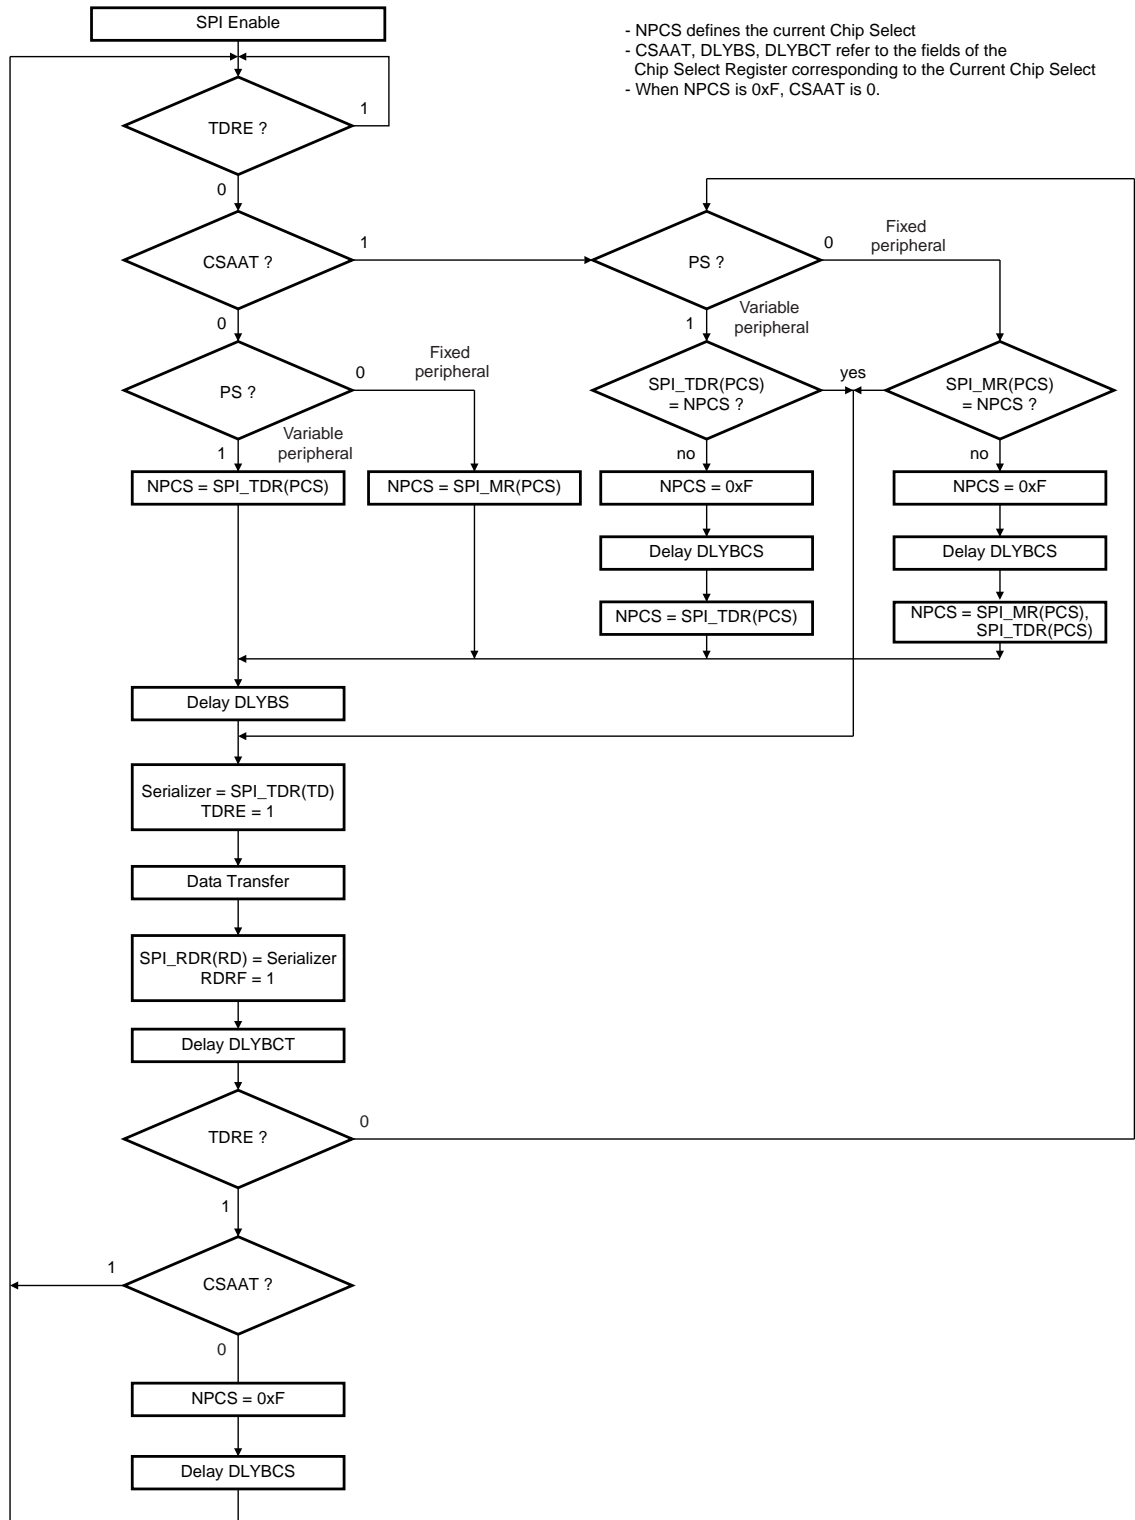 SPI Enable
- NPCS defines the current Chip Select
- CSAAT, DLYBS, DLYBCT refer to the fields of the
Chip Select Register corresponding to the Current Chip Select
- When NPCS is 0xF, CSAAT is 0.
TDRE ?
1
0
CSAAT ?
1
0
PS ?
0
Fixed
peripheral
1
Variable
peripheral
PS ?
0
Fixed
peripheral
1
Variable
peripheral
SPI_TDR(PCS)
= NPCS ?
yes
SPI_MR(PCS)
= NPCS ?
no
no
NPCS = SPI_TDR(PCS)
NPCS = SPI_MR(PCS)
NPCS = 0xF
NPCS = 0xF
Delay DLYBCS
Delay DLYBCS
NPCS = SPI_TDR(PCS)
NPCS = SPI_MR(PCS),
SPI_TDR(PCS)
Delay DLYBS
Serializer = SPI_TDR(TD)
TDRE = 1
Data Transfer
SPI_RDR(RD) = Serializer
RDRF = 1
Delay DLYBCT
TDRE ?
0
1
CSAAT ?
1
0
NPCS = 0xF
Delay DLYBCS